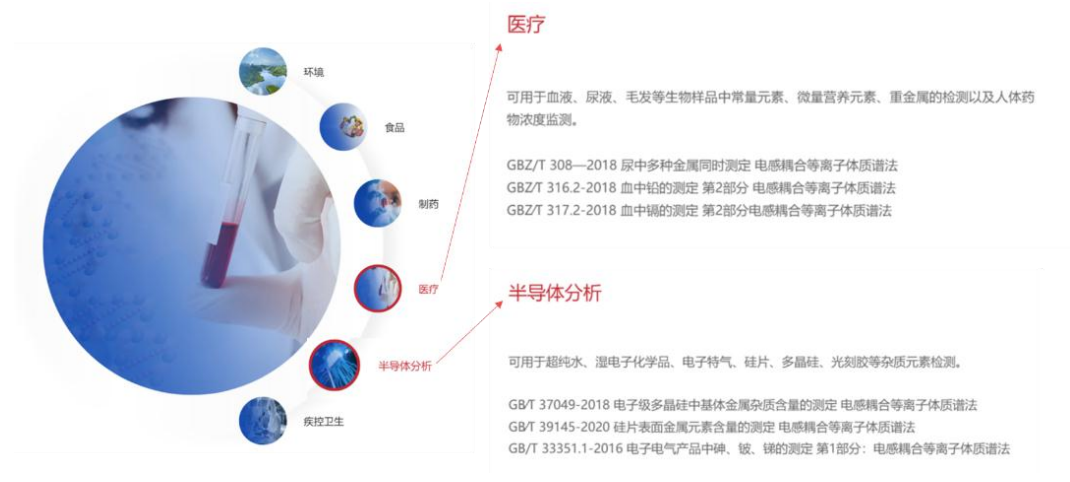 环境
食品
制药
医疗
半导体分析
疾控卫生
医疗
可用于血液、尿液、毛发等生物样品中常量元素、微量营养元素、重金属的检测以及人体药
物浓度监测。
GBZ/T 308—2018 尿中多种金属同时测定 电感耦合等离子体质谱法
GBZ/T 316.2-2018 血中铅的测定 第2部分 电感耦合等离子体质谱法
GBZ/T 317.2-2018 血中镉的测定 第2部分电感耦合等离子体质谱法
半导体分析
可用于超纯水、湿电子化学品、电子特气、硅片、多晶硅、光刻胶等杂质元素检测。
GB/T 37049-2018 电子级多晶硅中基体金属杂质含量的测定 电感耦合等离子体质谱法
GB/T 39145-2020 硅片表面金属元素含量的测定 电感耦合等离子体质谱法
GB/T 33351.1-2016 电子电气产品中砷、铍、锑的测定 第1部分：电感耦合等离子体质谱法